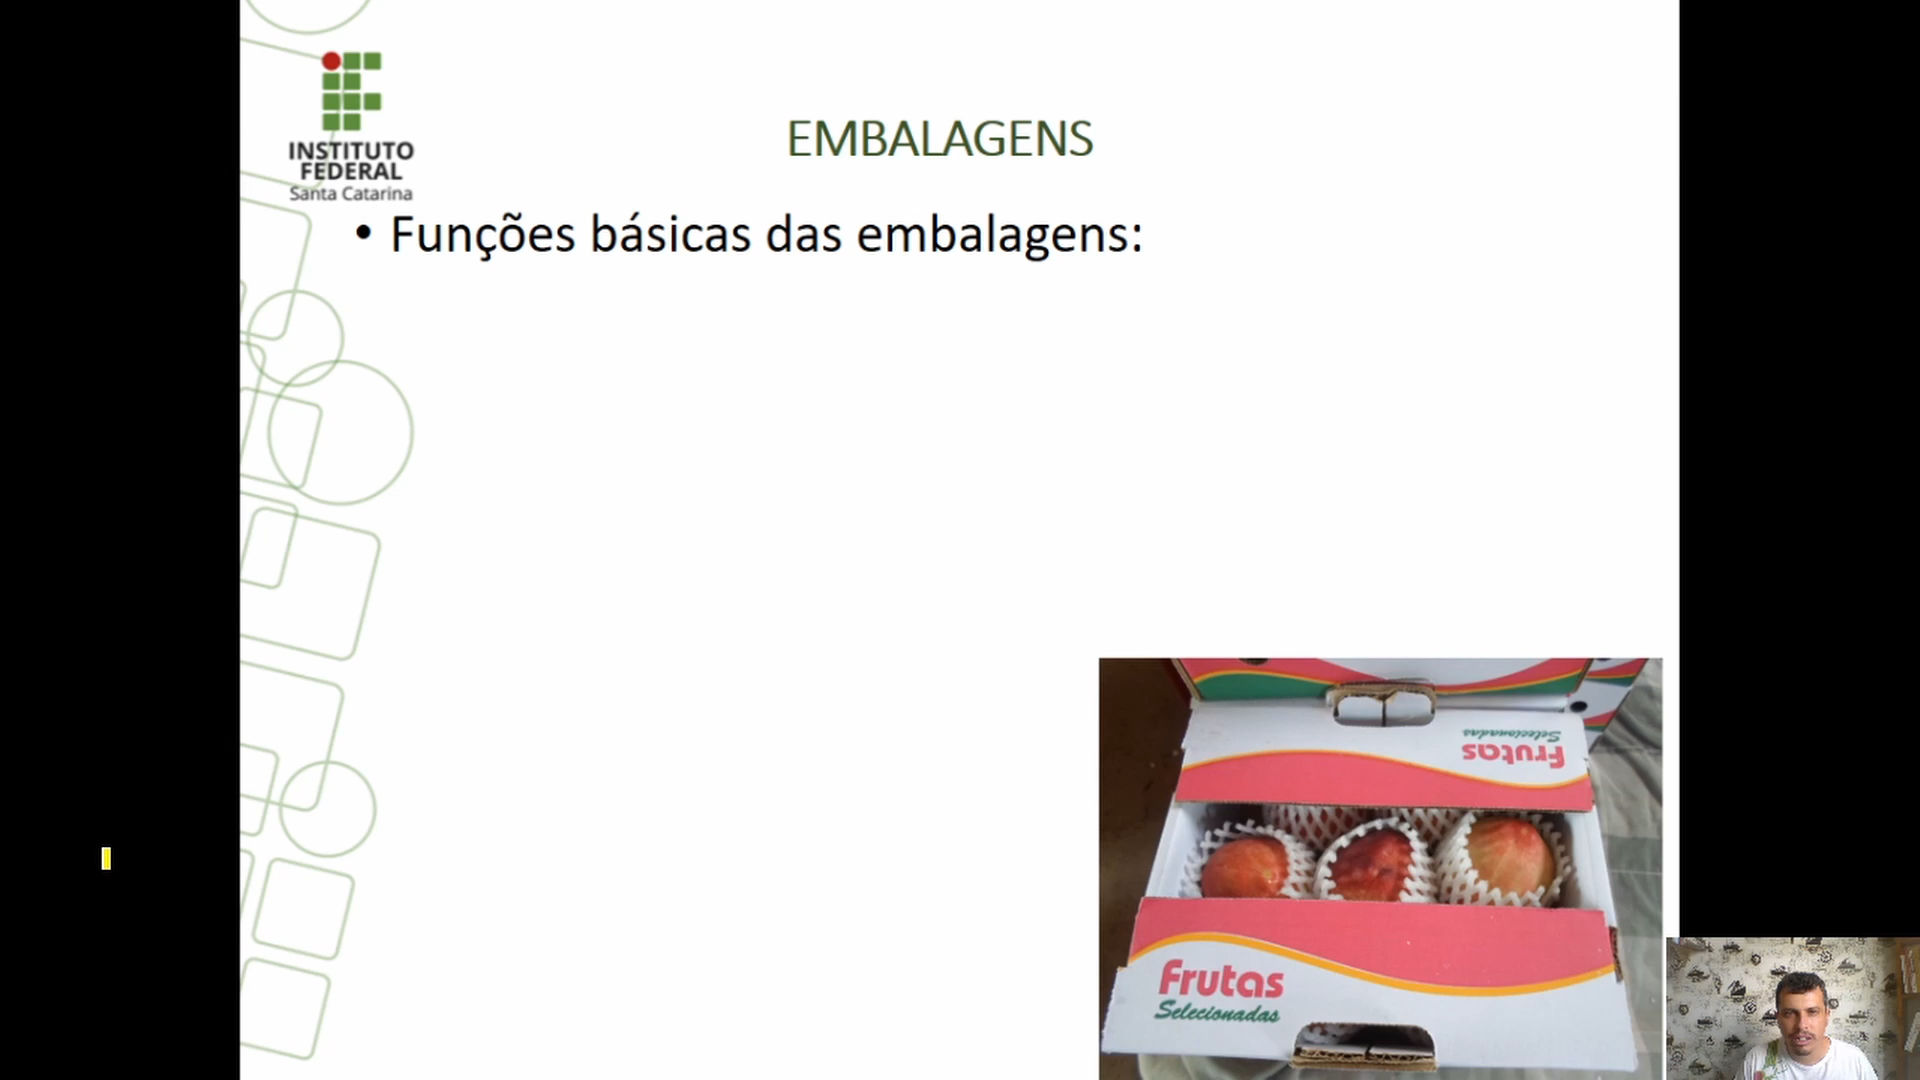 INSTITUTO
FEDERAL
Santa Catarina
EMBALAGENS
• Funções básicas das embalagens:
Selecionadas
Frutas
Frutas
Selecionadas